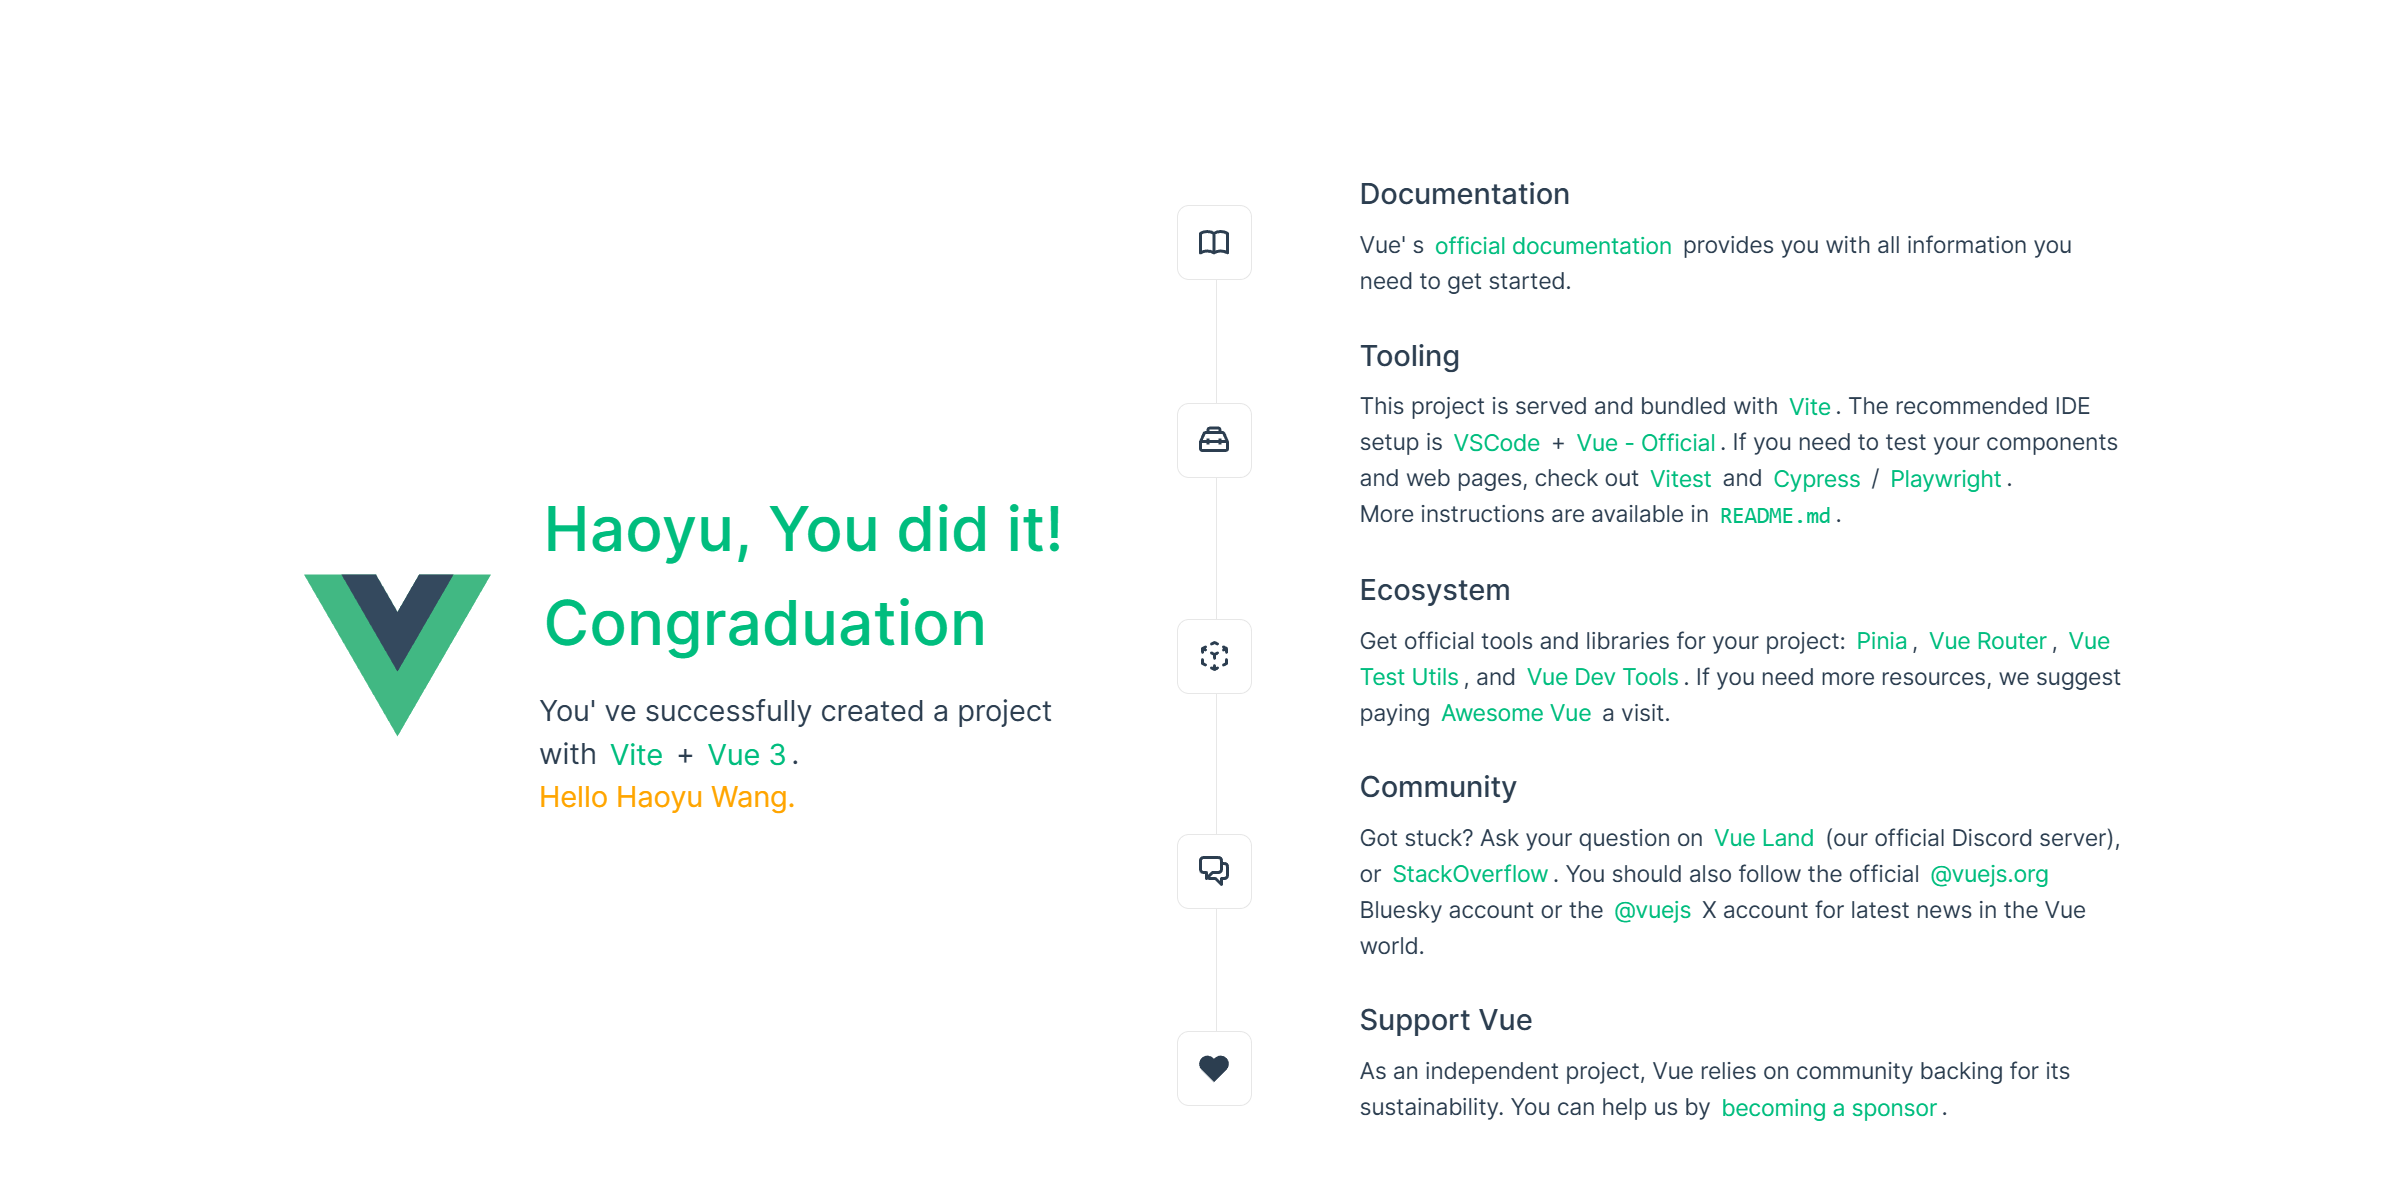 Haoyu, You did it!
Congraduation
You' ve successfully created a project
with Vite + Vue 3.
Hello Haoyu Wang.
Documentation
Vue' s official documentation provides you with all information you
need to get started.
Tooling
This project is served and bundled with Vite. The recommended IDE
setup is VSCode + Vue - Official. If you need to test your components
and web pages, check out Vitest and Cypress / Playwright.
More instructions are available in README.md.
Ecosystem
Get official tools and libraries for your project: Pinia, Vue Router, Vue
Test Utils, and Vue Dev Tools. If you need more resources, we suggest
paying Awesome Vue a visit.
Community
Got stuck? Ask your question on Vue Land (our official Discord server),
or StackOverflow. You should also follow the official @vuejs.org
Bluesky account or the @vuejs X account for latest news in the Vue
world.
Support Vue
As an independent project, Vue relies on community backing for its
sustainability. You can help us by becoming a sponsor.